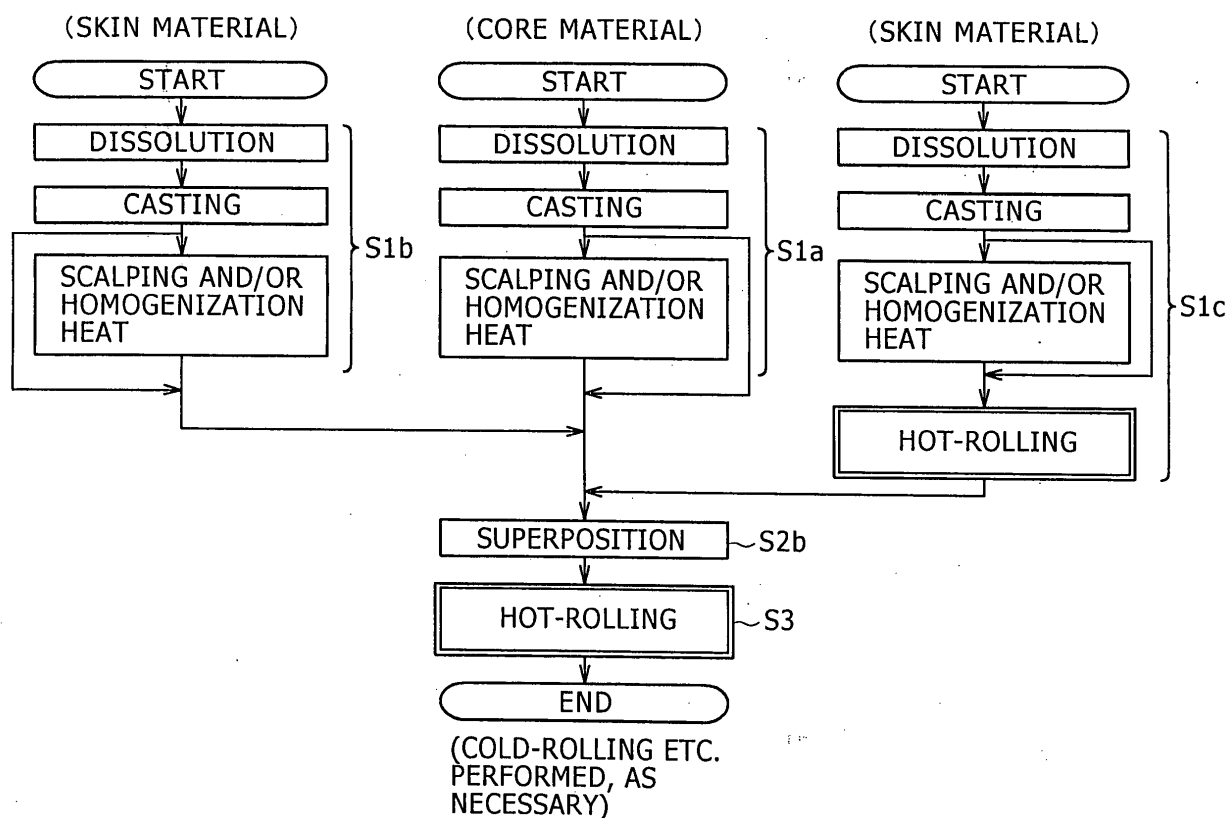 (SKIN MATERIAL)
START
DISSOLUTION
CASTING
SCALPING AND/OR
HOMOGENIZATION
HEAT
S1b
(CORE MATERIAL)
START
DISSOLUTION
CASTING
SCALPING AND/OR
HOMOGENIZATION
HEAT
S1a
(SKIN MATERIAL)
START
DISSOLUTION
CASTING
SCALPING AND/OR
HOMOGENIZATION
HEAT
HOT-ROLLING
S1c
SUPERPOSITION
S2b
HOT-ROLLING
S3
END
(COLD-ROLLING ETC.
PERFORMED, AS
NECESSARY)